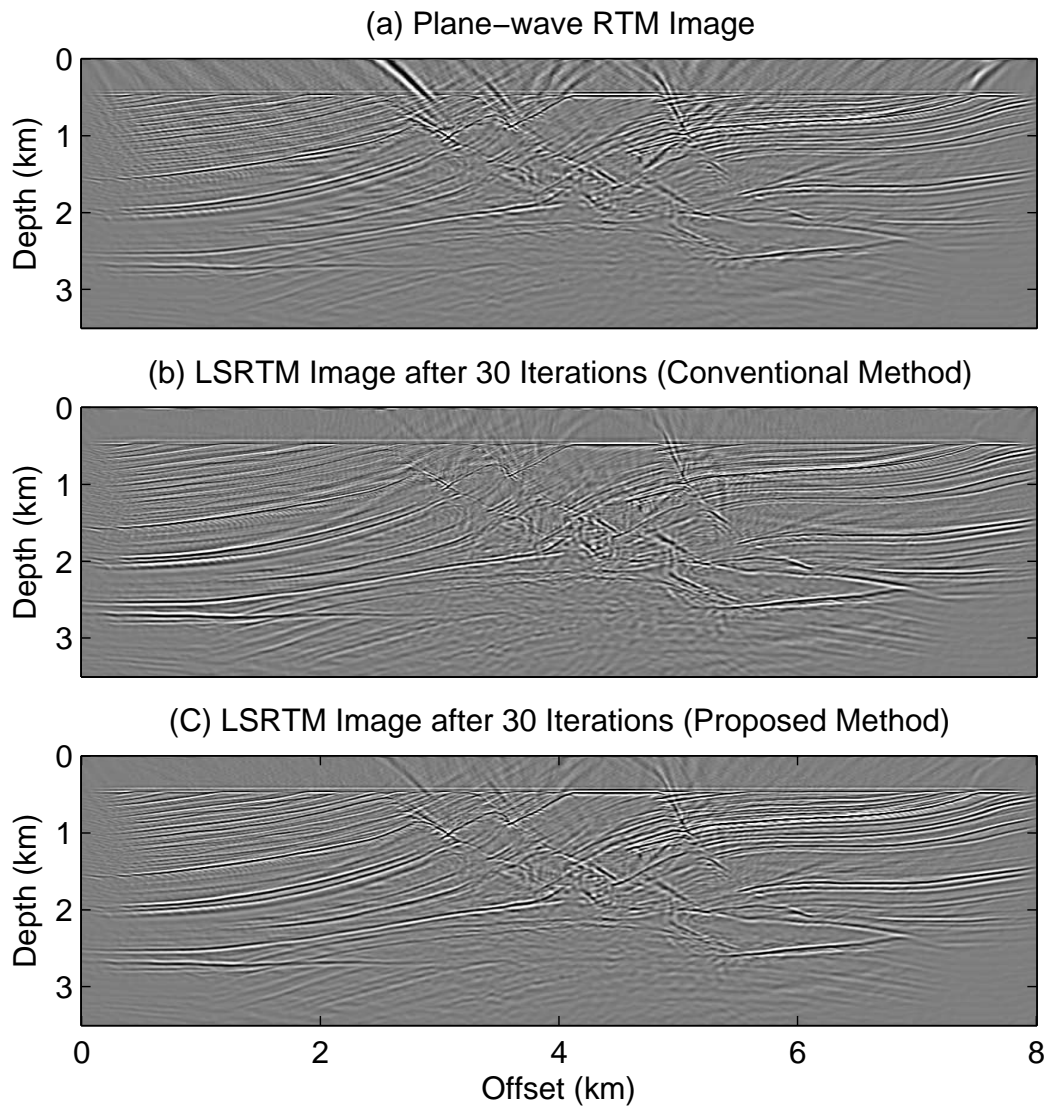 (a) Plane−wave RTM Image
0
1
2
3
Depth (km)
(b) LSRTM Image after 30 Iterations (Conventional Method)
0
1
2
3
Depth (km)
(C) LSRTM Image after 30 Iterations (Proposed Method)
0
1
2
3
Depth (km)
0 2 4 6 8
Offset (km)